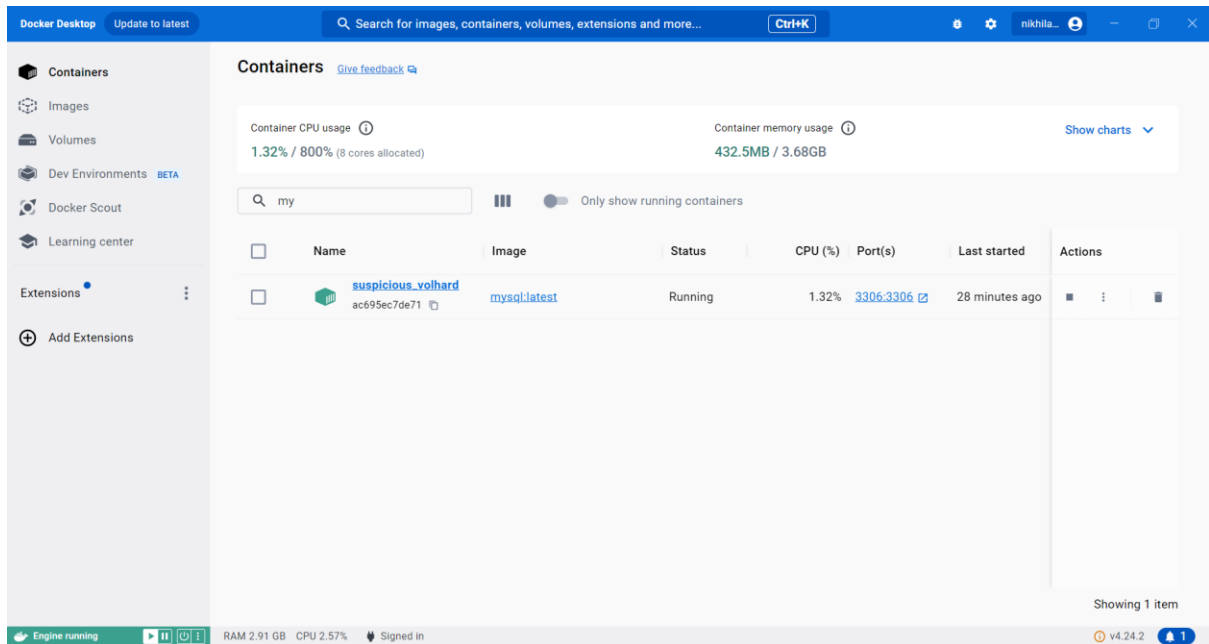 Docker Desktop Update to latest Search for images, containers, volumes, extensions and more... Ctrl+K nikhila...
Containers
Images
Volumes
Dev Environments BETA
Docker Scout
Learning center
Extensions
Add Extensions
Containers Give feedback
Container CPU usage
1.32% / 800% (8 cores allocated)
Container memory usage
432.5MB / 3.68GB
Show charts
my Only show running containers
Name Image Status CPU (%) Port(s) Last started Actions
suspicious_volhard
ac695ec7de71
mysql:latest Running 1.32% 3306:3306 28 minutes ago
Showing 1 item
Engine running RAM 2.91 GB CPU 2.57% Signed in v4.24.2 1